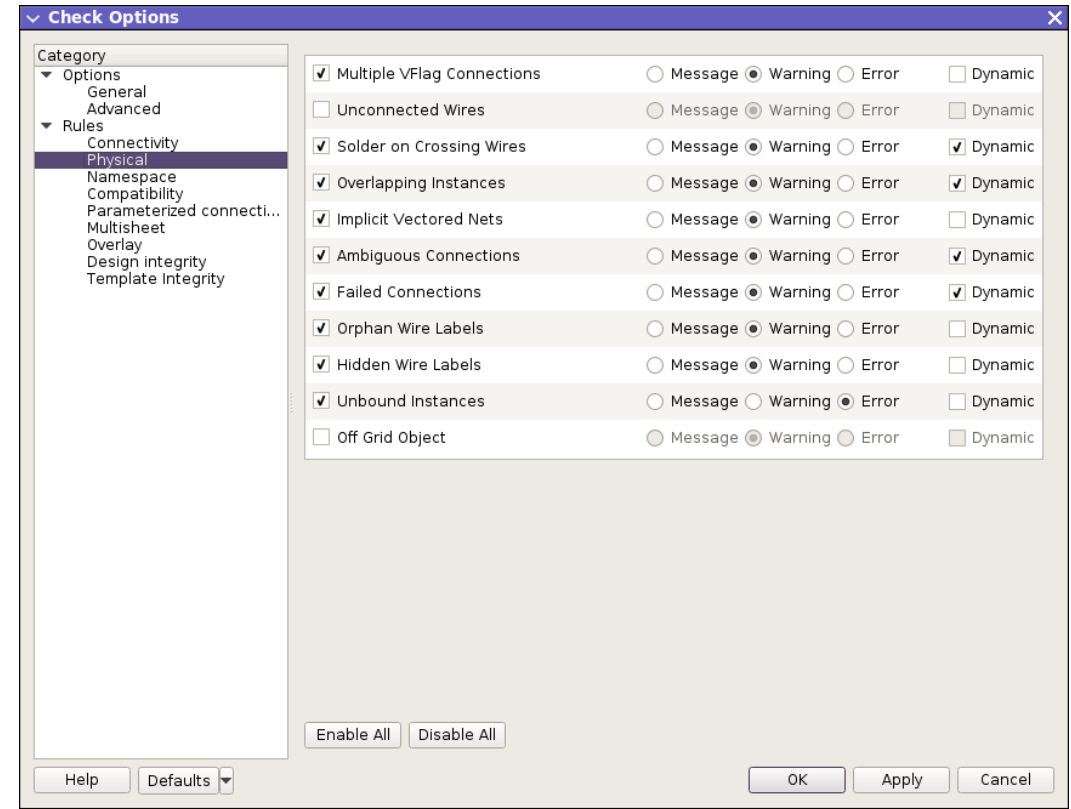 Check Options
Category
Options
General
Advanced
Rules
Connectivity
Physical
Namespace
Compatibility
Parameterized connecti...
Multisheet
Overlay
Design integrity
Template Integrity
Multiple VFlag Connections Message Warning Error Dynamic
Unconnected Wires Message Warning Error Dynamic
Solder on Crossing Wires Message Warning Error Dynamic
Overlapping Instances Message Warning Error Dynamic
Implicit Vectored Nets Message Warning Error Dynamic
Ambiguous Connections Message Warning Error Dynamic
Failed Connections Message Warning Error Dynamic
Orphan Wire Labels Message Warning Error Dynamic
Hidden Wire Labels Message Warning Error Dynamic
Unbound Instances Message Warning Error Dynamic
Off Grid Object Message Warning Error Dynamic
Enable All Disable All
Help Defaults OK Apply Cancel